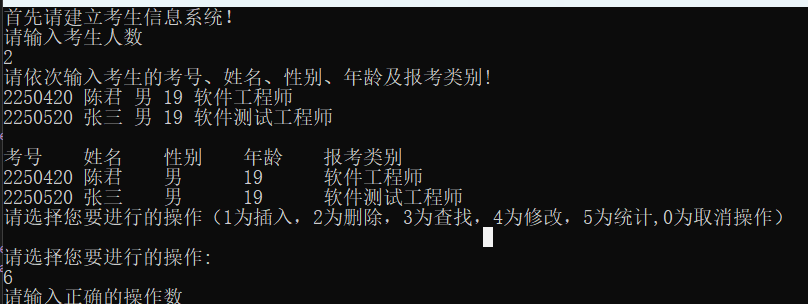 首先请建立考生信息系统！
请输入考生人数
2
请依次输入考生的考号、姓名、性别、年龄及报考类别!
2250420 陈君 男 19 软件工程师
2250520 张三 男 19 软件测试工程师
考号 姓名 性别 年龄 报考类别
2250420 陈君 男 19 软件工程师
2250520 张三 男 19 软件测试工程师
请选择您要进行的操作（1为插入，2为删除，3为查找，4为修改，5为统计,0为取消操作）
请选择您要进行的操作:
6
请输入正确的操作数